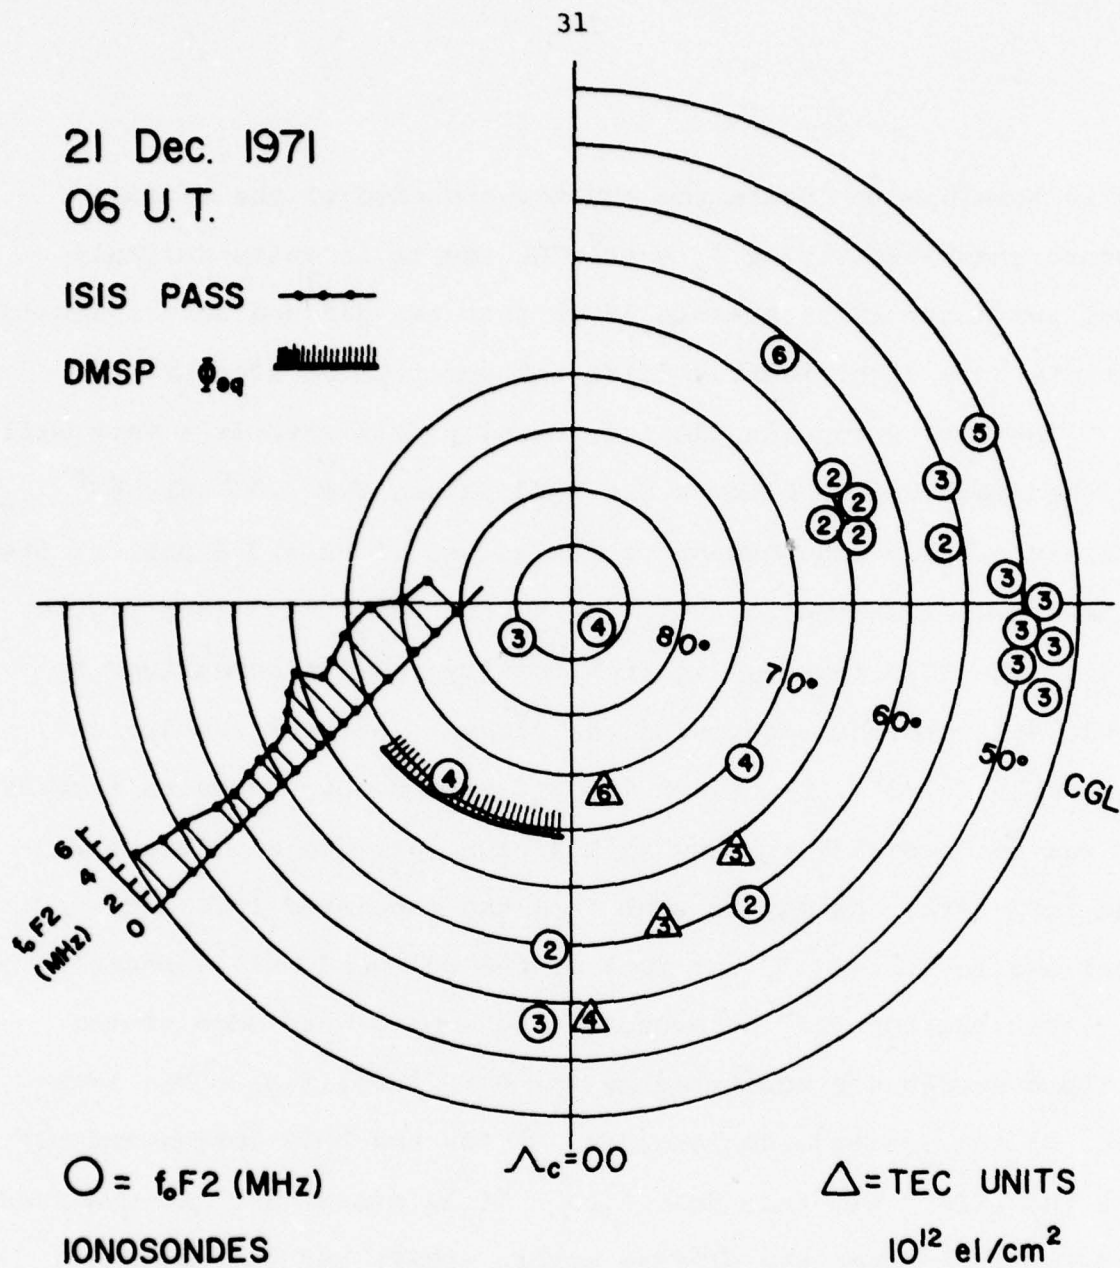 31
21 Dec. 1971
06 U.T.
ISIS PASS
DMSP Φeq
6
5
2
3
2
2
2
2
3
3
4
3
3
80°
3
3
70°
3
60°
4
50°
4
CGL
6
6
4
3
2
2
0
3
2
f₀F2
(MHz)
3
4
Λc=00
○ = f₀F2 (MHz)
△ = TEC UNITS
IONOSONDES
10¹² el/cm²